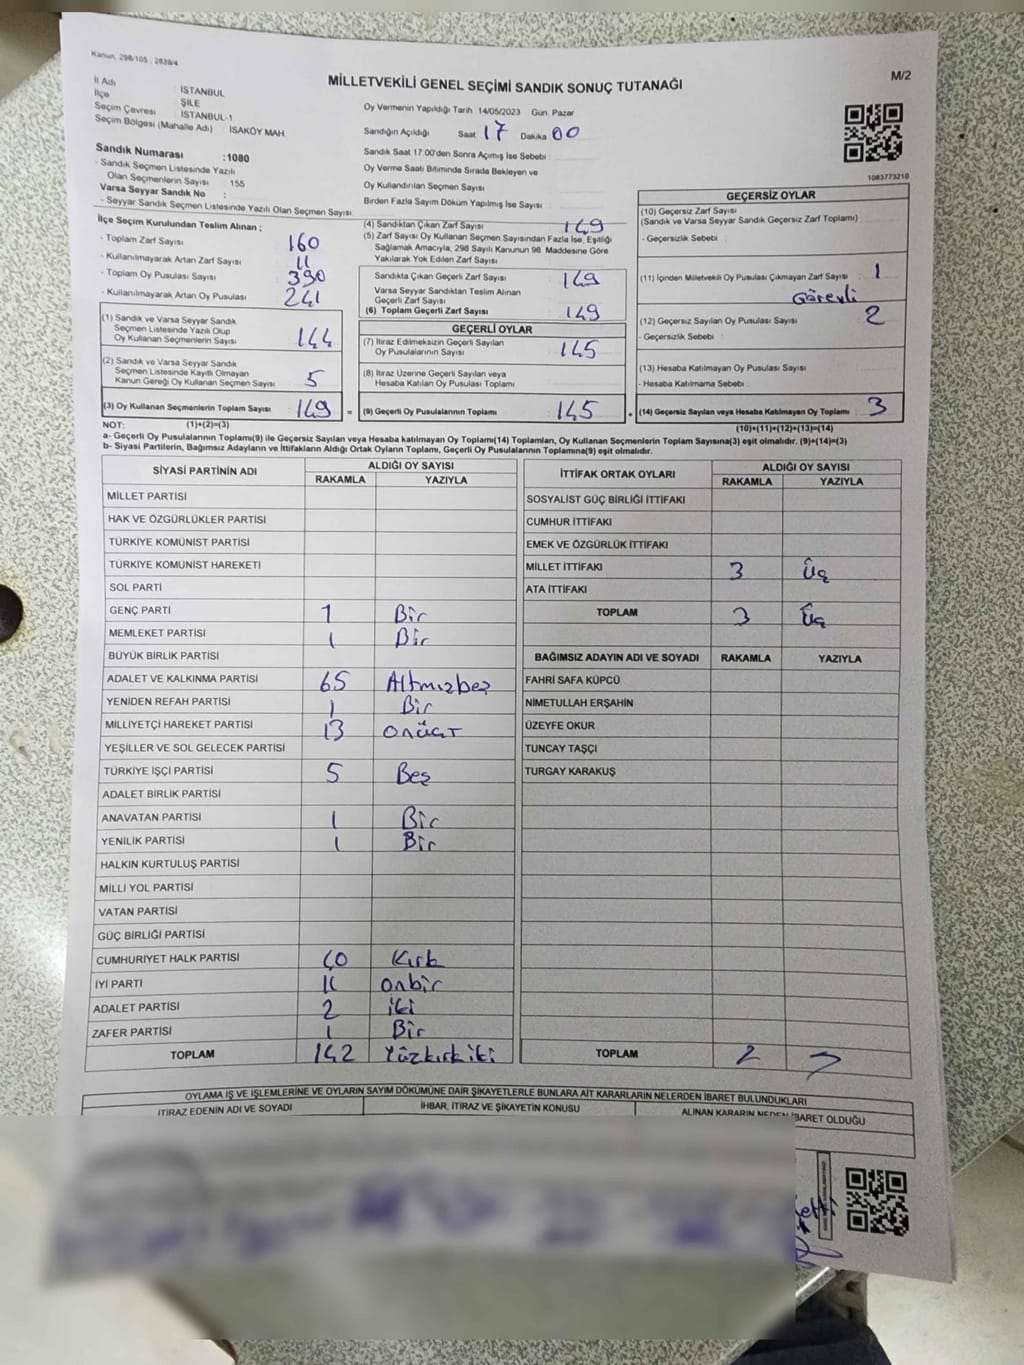 Kanun, 298/105 , 2839/4
MİLLETVEKİLİ GENEL SEÇİMİ SANDIK SONUÇ TUTANAĞI
M/2
İl Adı : İSTANBUL
İlçe : ŞİLE
Seçim Çevresi : İSTANBUL-1
Seçim Bölgesi (Mahalle Adı) : İSAKÖY MAH.
Sandık Numarası :1080
- Sandık Seçmen Listesinde Yazılı
Olan Seçmenlerin Sayısı : 155
Varsa Seyyar Sandık No :
- Seyyar Sandık Seçmen Listesinde Yazılı Olan Seçmen Sayısı:
Oy Vermenin Yapıldığı Tarih :14/05/2023 Gün: Pazar
Sandığın Açıldığı Saat 17 Dakika 00
Sandık Saat 17:00'den Sonra Açımış İse Sebebi :
Oy Verme Saati Bitiminde Sırada Bekleyen ve
Oy Kullandırılan Seçmen Sayısı :
Birden Fazla Sayım Döküm Yapılmış İse Sayısı :
1083773210
İlçe Seçim Kurulundan Teslim Alınan ;
- Toplam Zarf Sayısı : 160
- Kullanılmayarak Artan Zarf Sayısı : 11
- Toplam Oy Pusulası Sayısı : 390
- Kullanılmayarak Artan Oy Pusulası : 241
(1) Sandık ve Varsa Seyyar Sandık
Seçmen Listesinde Yazılı Olup
Oy Kullanan Seçmenlerin Sayısı : 144
(2) Sandık ve Varsa Seyyar Sandık
Seçmen Listesinde Kayıtlı Olmayan
Kanun Gereği Oy Kullanan Seçmen Sayısı : 5
(3) Oy Kullanan Seçmenlerin Toplam Sayısı : 149 =
(4) Sandıktan Çıkan Zarf Sayısı : 149
(5) Zarf Sayısı Oy Kullanan Seçmen Sayısından Fazla İse, Eşitliği
Sağlamak Amacıyla, 298 Sayılı Kanunun 98. Maddesine Göre
Yakılarak Yok Edilen Zarf Sayısı :
Sandıkta Çıkan Geçerli Zarf Sayısı : 149
Varsa Seyyar Sandıktan Teslim Alınan
Geçerli Zarf Sayısı :
(6) Toplam Geçerli Zarf Sayısı : 149
GEÇERLİ OYLAR
(7) İtiraz Edilmeksizin Geçerli Sayılan
Oy Pusulalarının Sayısı : 145
(8) İtiraz Üzerine Geçerli Sayılan veya
Hesaba Katılan Oy Pusulası Toplamı :
(9) Geçerli Oy Pusulalarının Toplamı : 145 +
GEÇERSİZ OYLAR
(10) Geçersiz Zarf Sayısı :
(Sandık ve Varsa Seyyar Sandık Geçersiz Zarf Toplamı)
- Geçersizlik Sebebi :
(11) İçinden Milletvekili Oy Pusulası Çıkmayan Zarf Sayısı : 1
Görevli
(12) Geçersiz Sayılan Oy Pusulası Sayısı : 2
- Geçersizlik Sebebi :
(13) Hesaba Katılmayan Oy Pusulası Sayısı :
- Hesaba Katılmama Sebebi :
(14) Geçersiz Sayılan veya Hesaba Katılmayan Oy Toplamı : 3
NOT: (1)+(2)=(3) (10)+(11)+(12)+(13)=(14)
a- Geçerli Oy Pusulalarının Toplamı(9) ile Geçersiz Sayılan veya Hesaba katılmayan Oy Toplamı(14) Toplamları, Oy Kullanan Seçmenlerin Toplam Sayısına(3) eşit olmalıdır. (9)+(14)=(3)
b- Siyasi Partilerin, Bağımsız Adayların ve İttifakların Aldığı Ortak Oyların Toplamı, Geçerli Oy Pusulalarının Toplamına(9) eşit olmalıdır.
SİYASİ PARTİNİN ADI ALDIĞI OY SAYISI
RAKAMLA YAZIYLA
MİLLET PARTİSİ
HAK VE ÖZGÜRLÜKLER PARTİSİ
TÜRKİYE KOMÜNİST PARTİSİ
TÜRKİYE KOMÜNİST HAREKETİ
SOL PARTİ
GENÇ PARTİ 1 Bir
MEMLEKET PARTİSİ 1 Bir
BÜYÜK BİRLİK PARTİSİ
ADALET VE KALKINMA PARTİSİ 65 Altmızbeş
YENİDEN REFAH PARTİSİ 1 Bir
MİLLİYETÇİ HAREKET PARTİSİ 13 onüçt
YEŞİLLER VE SOL GELECEK PARTİSİ
TÜRKİYE İŞÇİ PARTİSİ 5 Beş
ADALET BİRLİK PARTİSİ
ANAVATAN PARTİSİ 1 Bir
YENİLİK PARTİSİ 1 Bir
HALKIN KURTULUŞ PARTİSİ
MİLLİ YOL PARTİSİ
VATAN PARTİSİ
GÜÇ BİRLİĞİ PARTİSİ
CUMHURİYET HALK PARTİSİ 40 Kırk
İYİ PARTİ 11 onbir
ADALET PARTİSİ 2 iki
ZAFER PARTİSİ 1 Bir
TOPLAM 142 Yüzkırkiki
İTTİFAK ORTAK OYLARI ALDIĞI OY SAYISI
RAKAMLA YAZIYLA
SOSYALİST GÜÇ BİRLİĞİ İTTİFAKI
CUMHUR İTTİFAKI
EMEK VE ÖZGÜRLÜK İTTİFAKI
MİLLET İTTİFAKI 3 Üç
ATA İTTİFAKI
TOPLAM 3 Üç
BAĞIMSIZ ADAYIN ADI VE SOYADI RAKAMLA YAZIYLA
FAHRİ SAFA KÜPCÜ
NİMETULLAH ERŞAHİN
ÜZEYFE OKUR
TUNCAY TAŞÇI
TURGAY KARAKUŞ
TOPLAM
OYLAMA İŞ VE İŞLEMLERİNE VE OYLARIN SAYIM DÖKÜMÜNE DAİR ŞİKAYETLERLE BUNLARA AİT KARARLARIN NELERDEN İBARET BULUNDUKLARI
İTİRAZ EDENİN ADI VE SOYADI İHBAR, İTİRAZ VE ŞİKAYETİN KONUSU ALINAN KARARIN NEDEN İBARET OLDUĞU